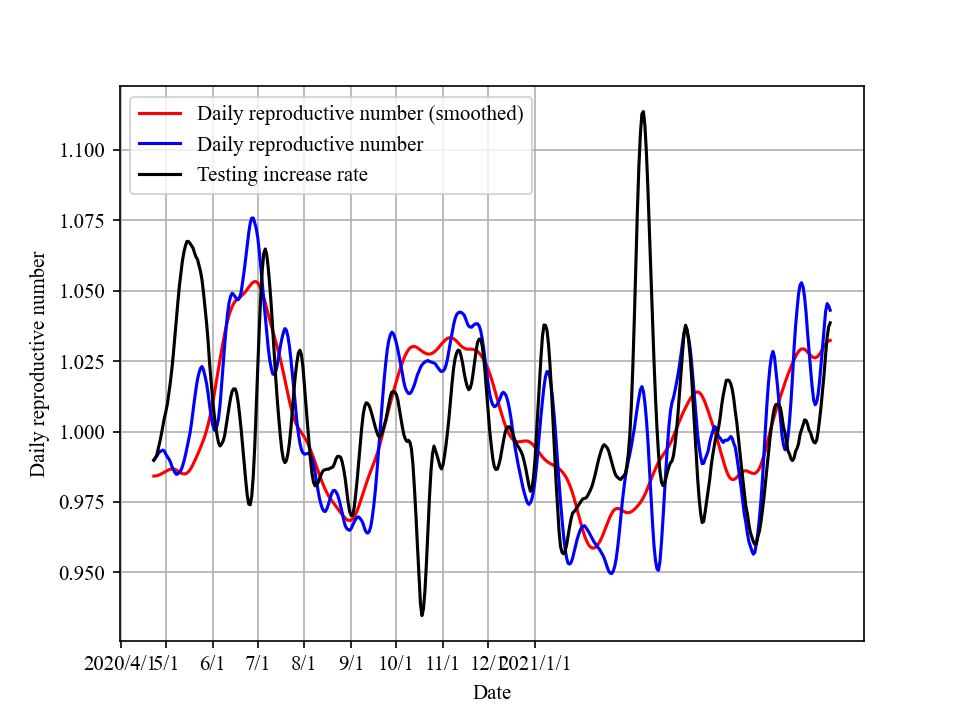 Daily reproductive number (smoothed)
Daily reproductive number
Testing increase rate
1.100
1.075
1.050
1.025
1.000
0.975
0.950
Daily reproductive number
2020/4/1 5/1 6/1 7/1 8/1 9/1 10/1 11/1 12/1 2021/1/1
Date